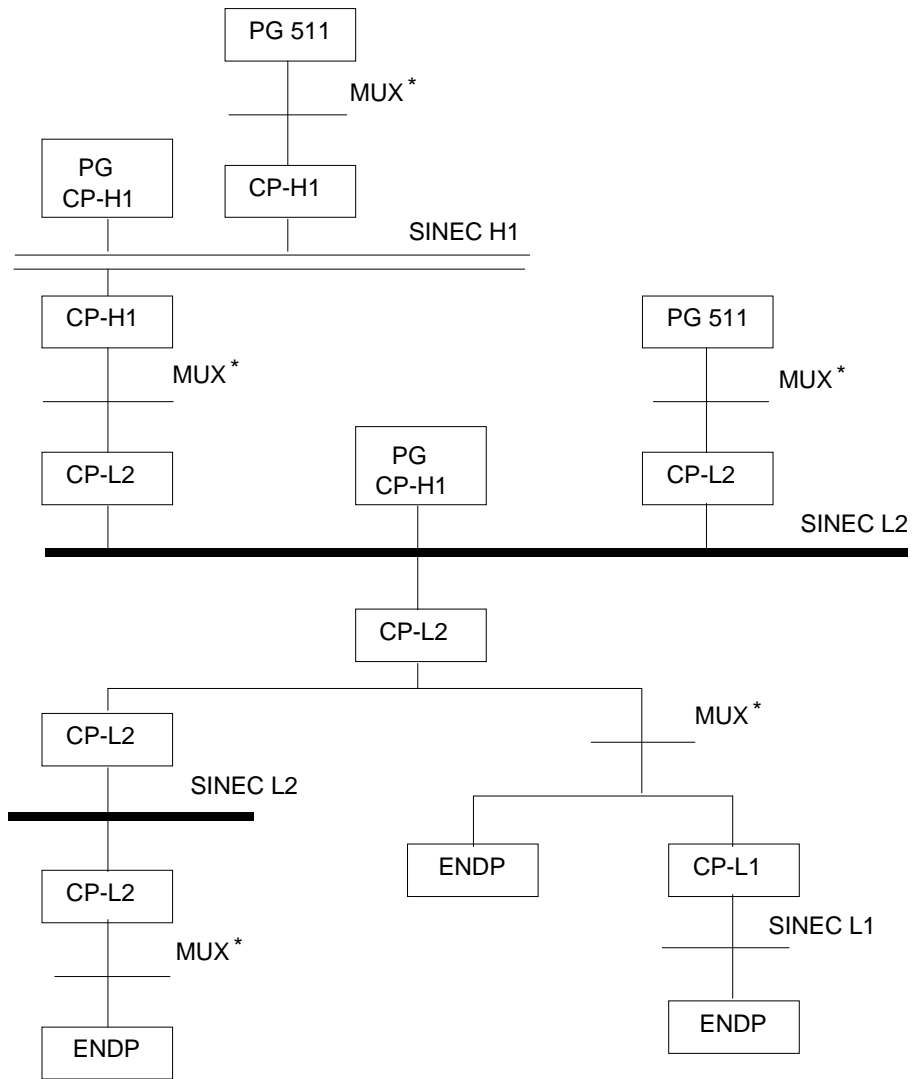 PG 511
MUX *
PG
CP-H1
CP-H1
SINEC H1
CP-H1
PG 511
MUX *
MUX *
CP-L2
PG
CP-H1
CP-L2
SINEC L2
CP-L2
MUX *
CP-L2
SINEC L2
ENDP
CP-L1
CP-L2
SINEC L1
MUX *
ENDP
ENDP